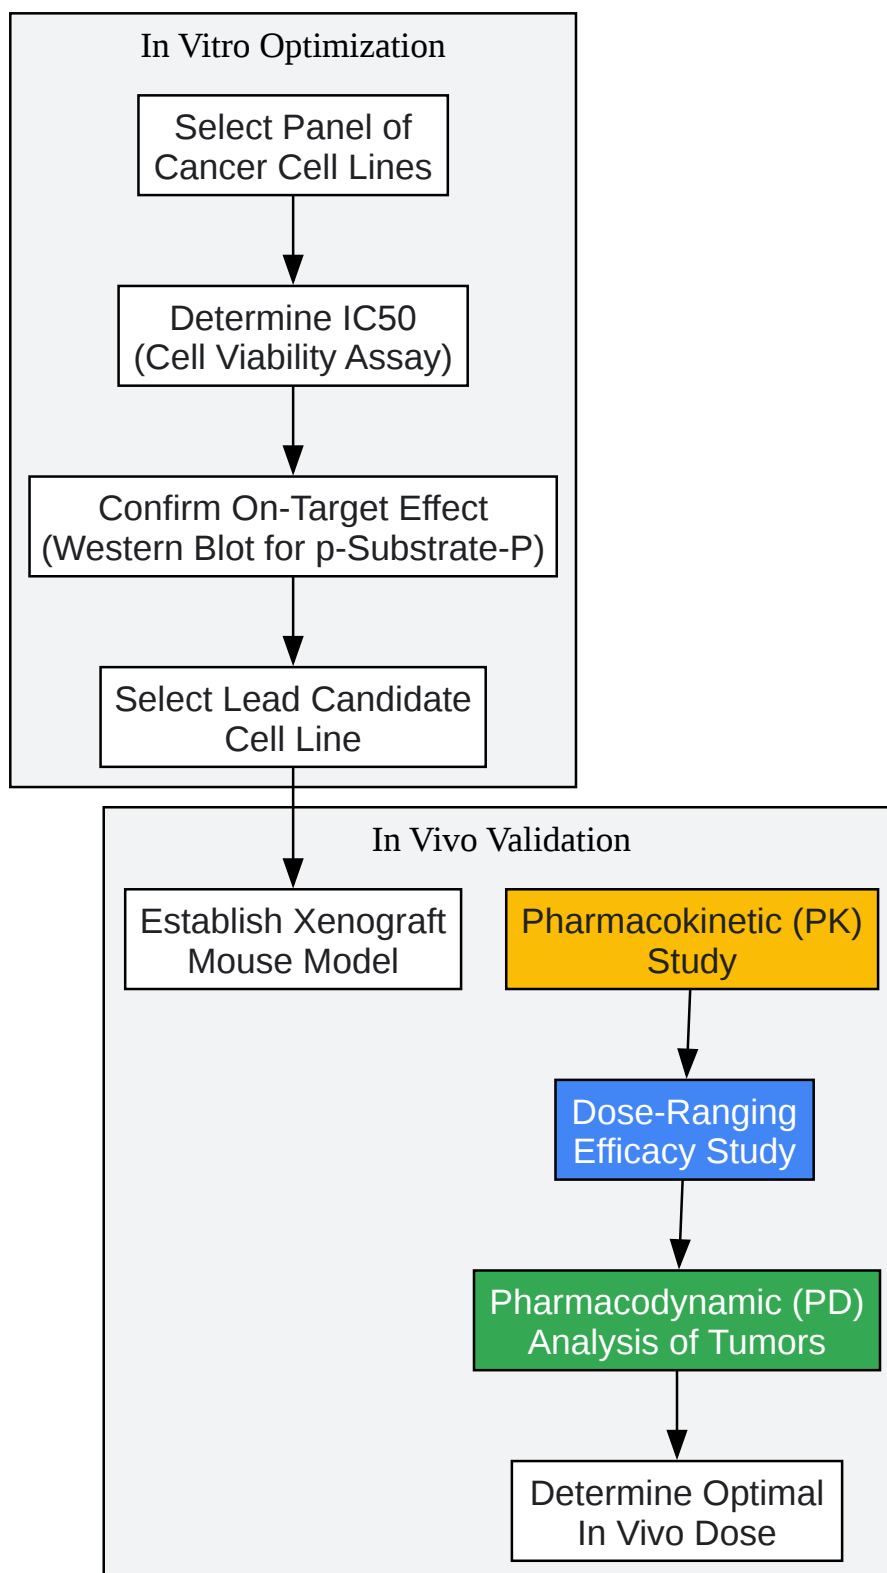 In Vitro Optimization
Select Panel of
Cancer Cell Lines
Determine IC50
(Cell Viability Assay)
Confirm On-Target Effect
(Western Blot for p-Substrate-P)
Select Lead Candidate
Cell Line
In Vivo Validation
Establish Xenograft
Mouse Model
Pharmacokinetic (PK)
Study
Dose-Ranging
Efficacy Study
Pharmacodynamic (PD)
Analysis of Tumors
Determine Optimal
In Vivo Dose